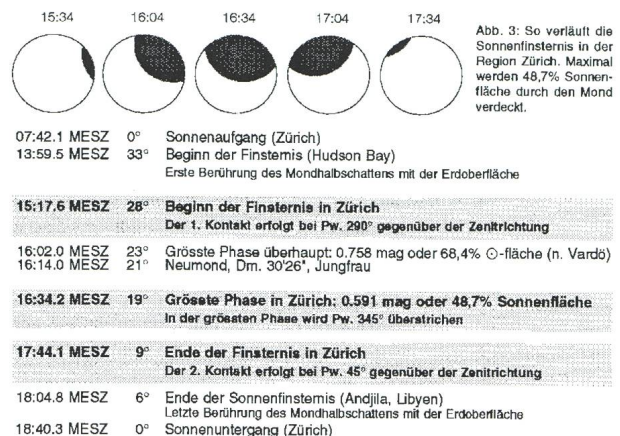 15:34 16:04 16:34 17:04 17:34
Abb. 3: So verläuft die
Sonnenfinsternis in der
Region Zürich. Maximal
werden 48,7% Sonnen-
fläche durch den Mond
verdeckt.
07:42.1 MESZ 0° Sonnenaufgang (Zürich)
13:59.5 MESZ 33° Beginn der Finsternis (Hudson Bay)
Erste Berührung des Mondhalbschattens mit der Erdoberfläche
15:17.6 MESZ 28° Beginn der Finsternis in Zürich
Der 1. Kontakt erfolgt bei Pw. 290° gegenüber der Zenitrichtung
16:02.0 MESZ 23° Grösste Phase überhaupt: 0.758 mag oder 68,4% ☉-fläche (n. Vardö)
16:14.0 MESZ 21° Neumond, Dm. 30'26", Jungfrau
16:34.2 MESZ 19° Grösste Phase in Zürich: 0.591 mag oder 48,7% Sonnenfläche
In der grössten Phase wird Pw. 345° überstrichen
17:44.1 MESZ 9° Ende der Finsternis in Zürich
Der 2. Kontakt erfolgt bei Pw. 45° gegenüber der Zenitrichtung
18:04.8 MESZ 6° Ende der Sonnenfinsternis (Andjila, Libyen)
Letzte Berührung des Mondhalbschattens mit der Erdoberfläche
18:40.3 MESZ 0° Sonnenuntergang (Zürich)